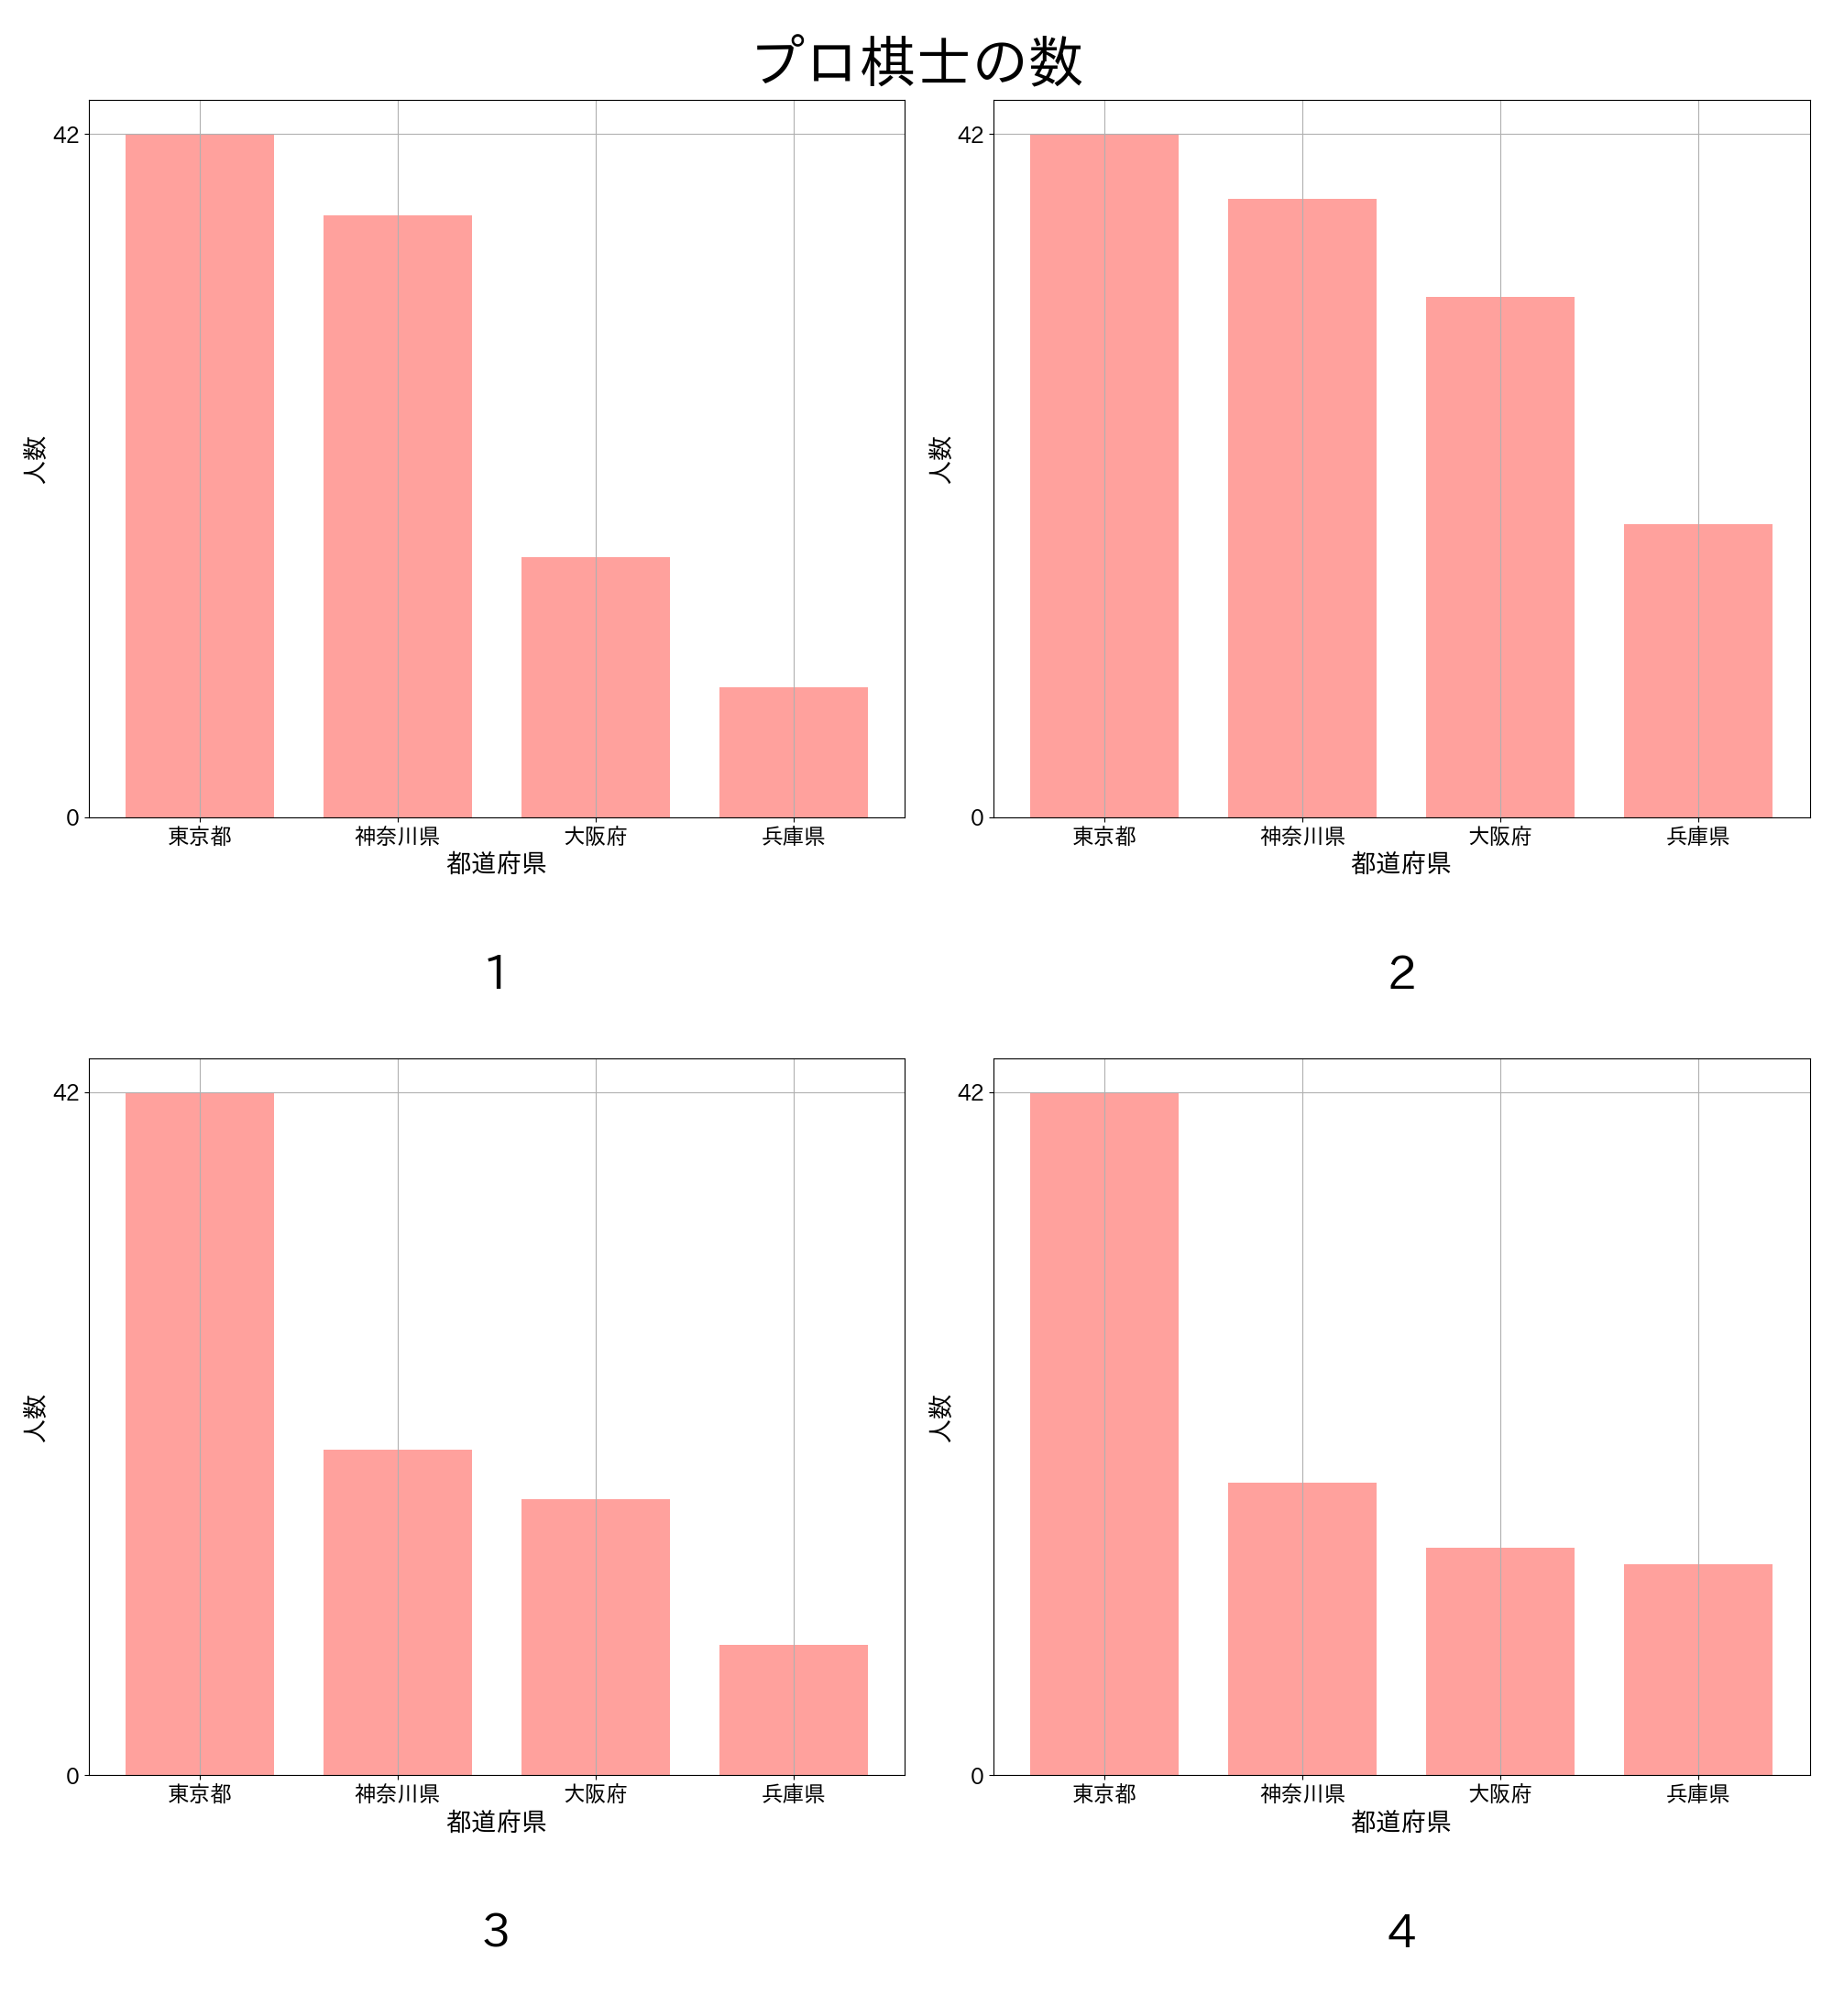 プロ棋士の数
42
0
人数
東京都 神奈川県 大阪府 兵庫県
都道府県
1
42
0
人数
東京都 神奈川県 大阪府 兵庫県
都道府県
2
42
0
人数
東京都 神奈川県 大阪府 兵庫県
都道府県
3
42
0
人数
東京都 神奈川県 大阪府 兵庫県
都道府県
4